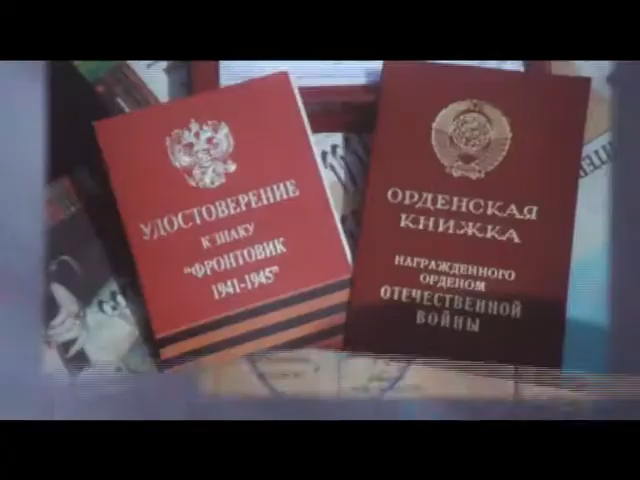 УДОСТОВЕРЕНИЕ
К ЗНАКУ
"ФРОНТОВИК
1941-1945"
ОРДЕНСКАЯ
КНИЖКА
НАГРАЖДЕННОГО
ОРДЕНОМ
ОТЕЧЕСТВЕННОЙ
ВОЙНЫ